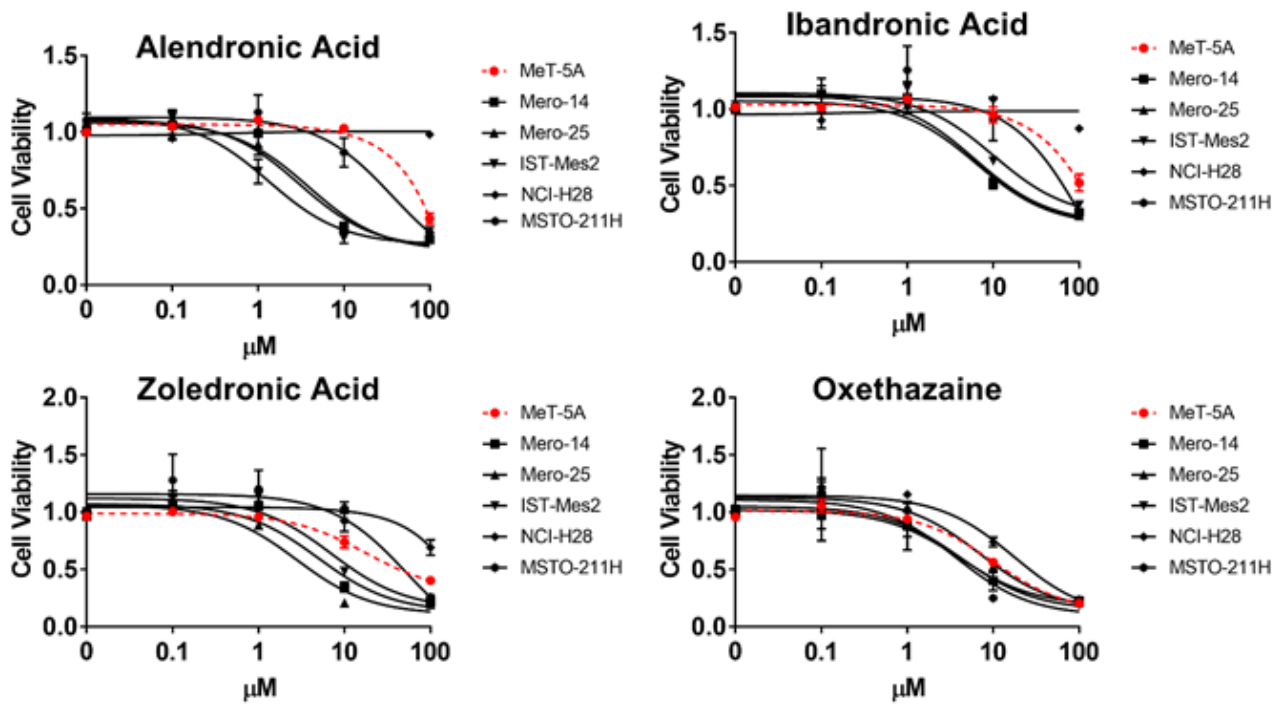 Alendronic Acid
1.5
1.0
0.5
0.0
Cell Viability
0 0.1 1 10 100
μM
MeT-5A
Mero-14
Mero-25
IST-Mes2
NCI-H28
MSTO-211H
Ibandronic Acid
1.5
1.0
0.5
0.0
Cell Viability
0 0.1 1 10 100
μM
MeT-5A
Mero-14
Mero-25
IST-Mes2
NCI-H28
MSTO-211H
Zoledronic Acid
2.0
1.5
1.0
0.5
0.0
Cell Viability
0 0.1 1 10 100
μM
MeT-5A
Mero-14
Mero-25
IST-Mes2
NCI-H28
MSTO-211H
Oxethazaine
2.0
1.5
1.0
0.5
0.0
Cell Viability
0 0.1 1 10 100
μM
MeT-5A
Mero-14
Mero-25
IST-Mes2
NCI-H28
MSTO-211H